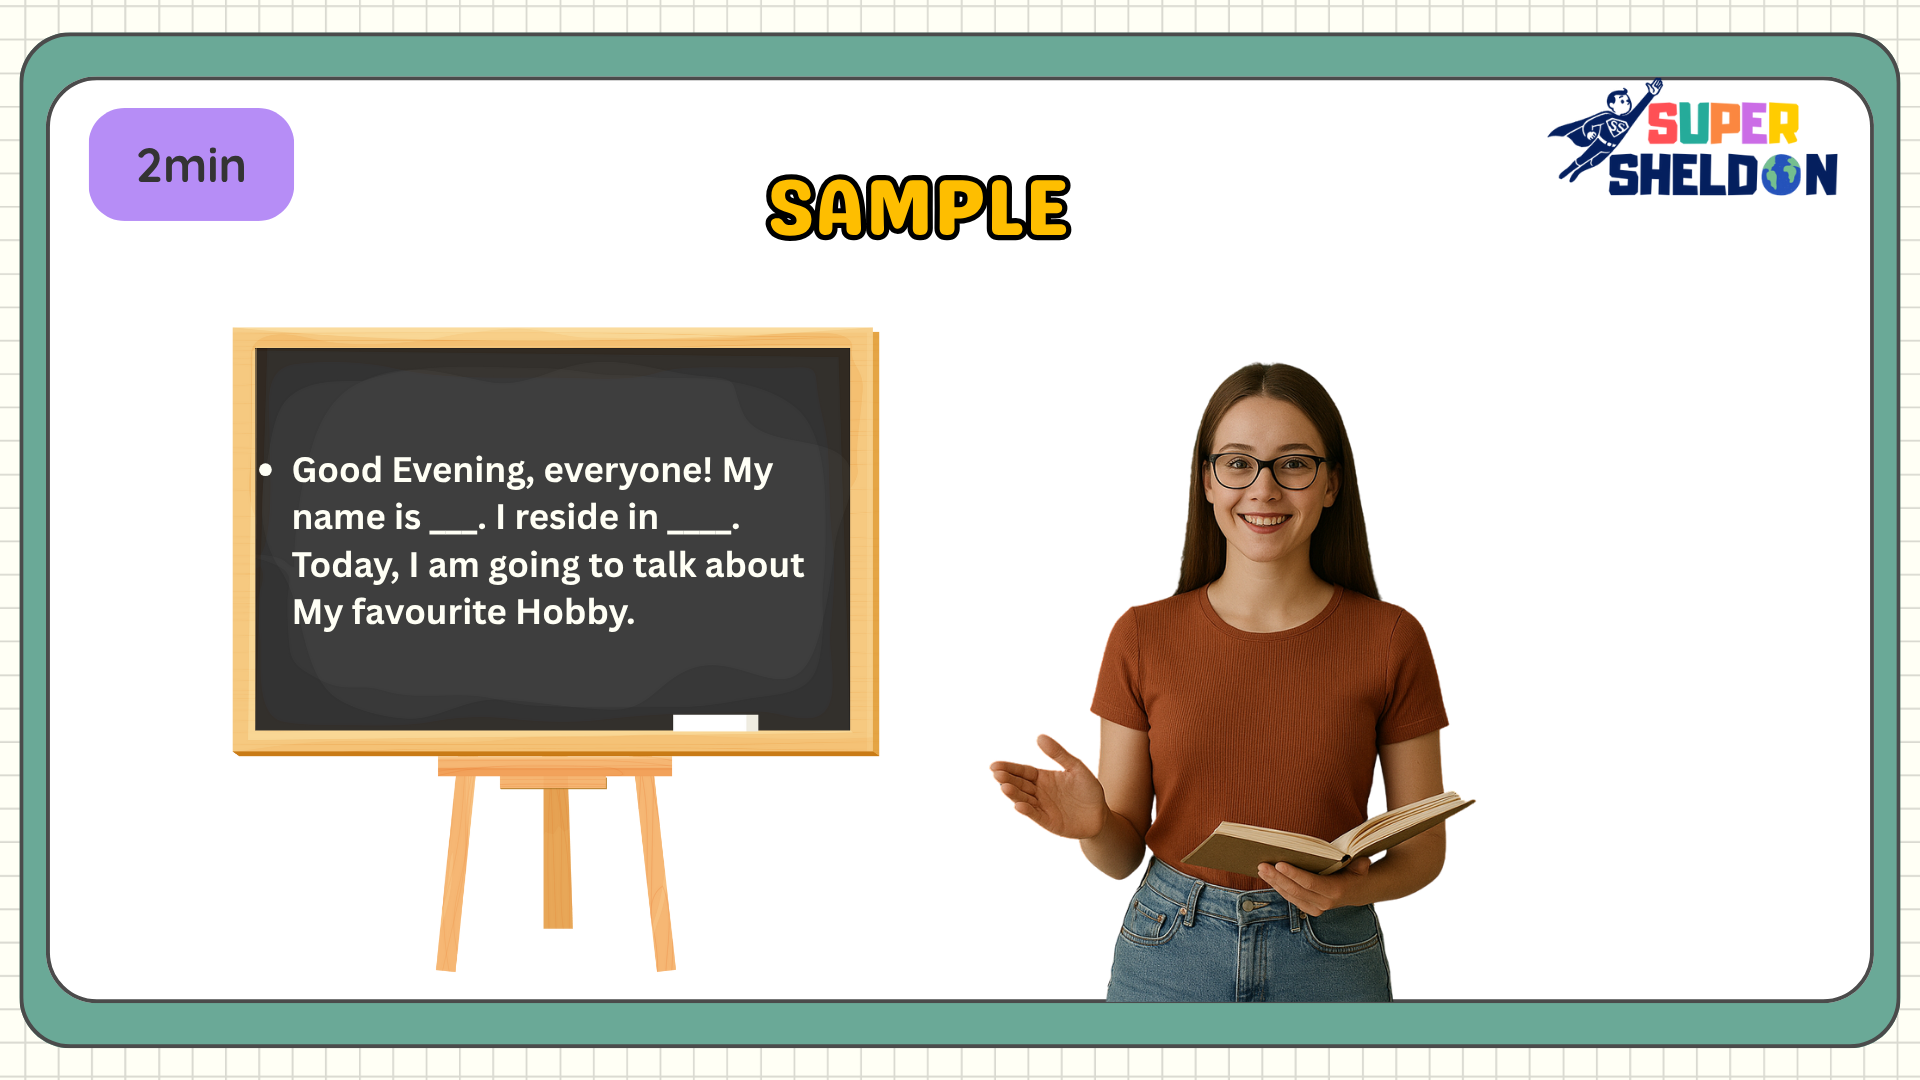 2min
SUPER
SHELDON
SAMPLE
• Good Evening, everyone! My
name is ___. I reside in ____.
Today, I am going to talk about
My favourite Hobby.